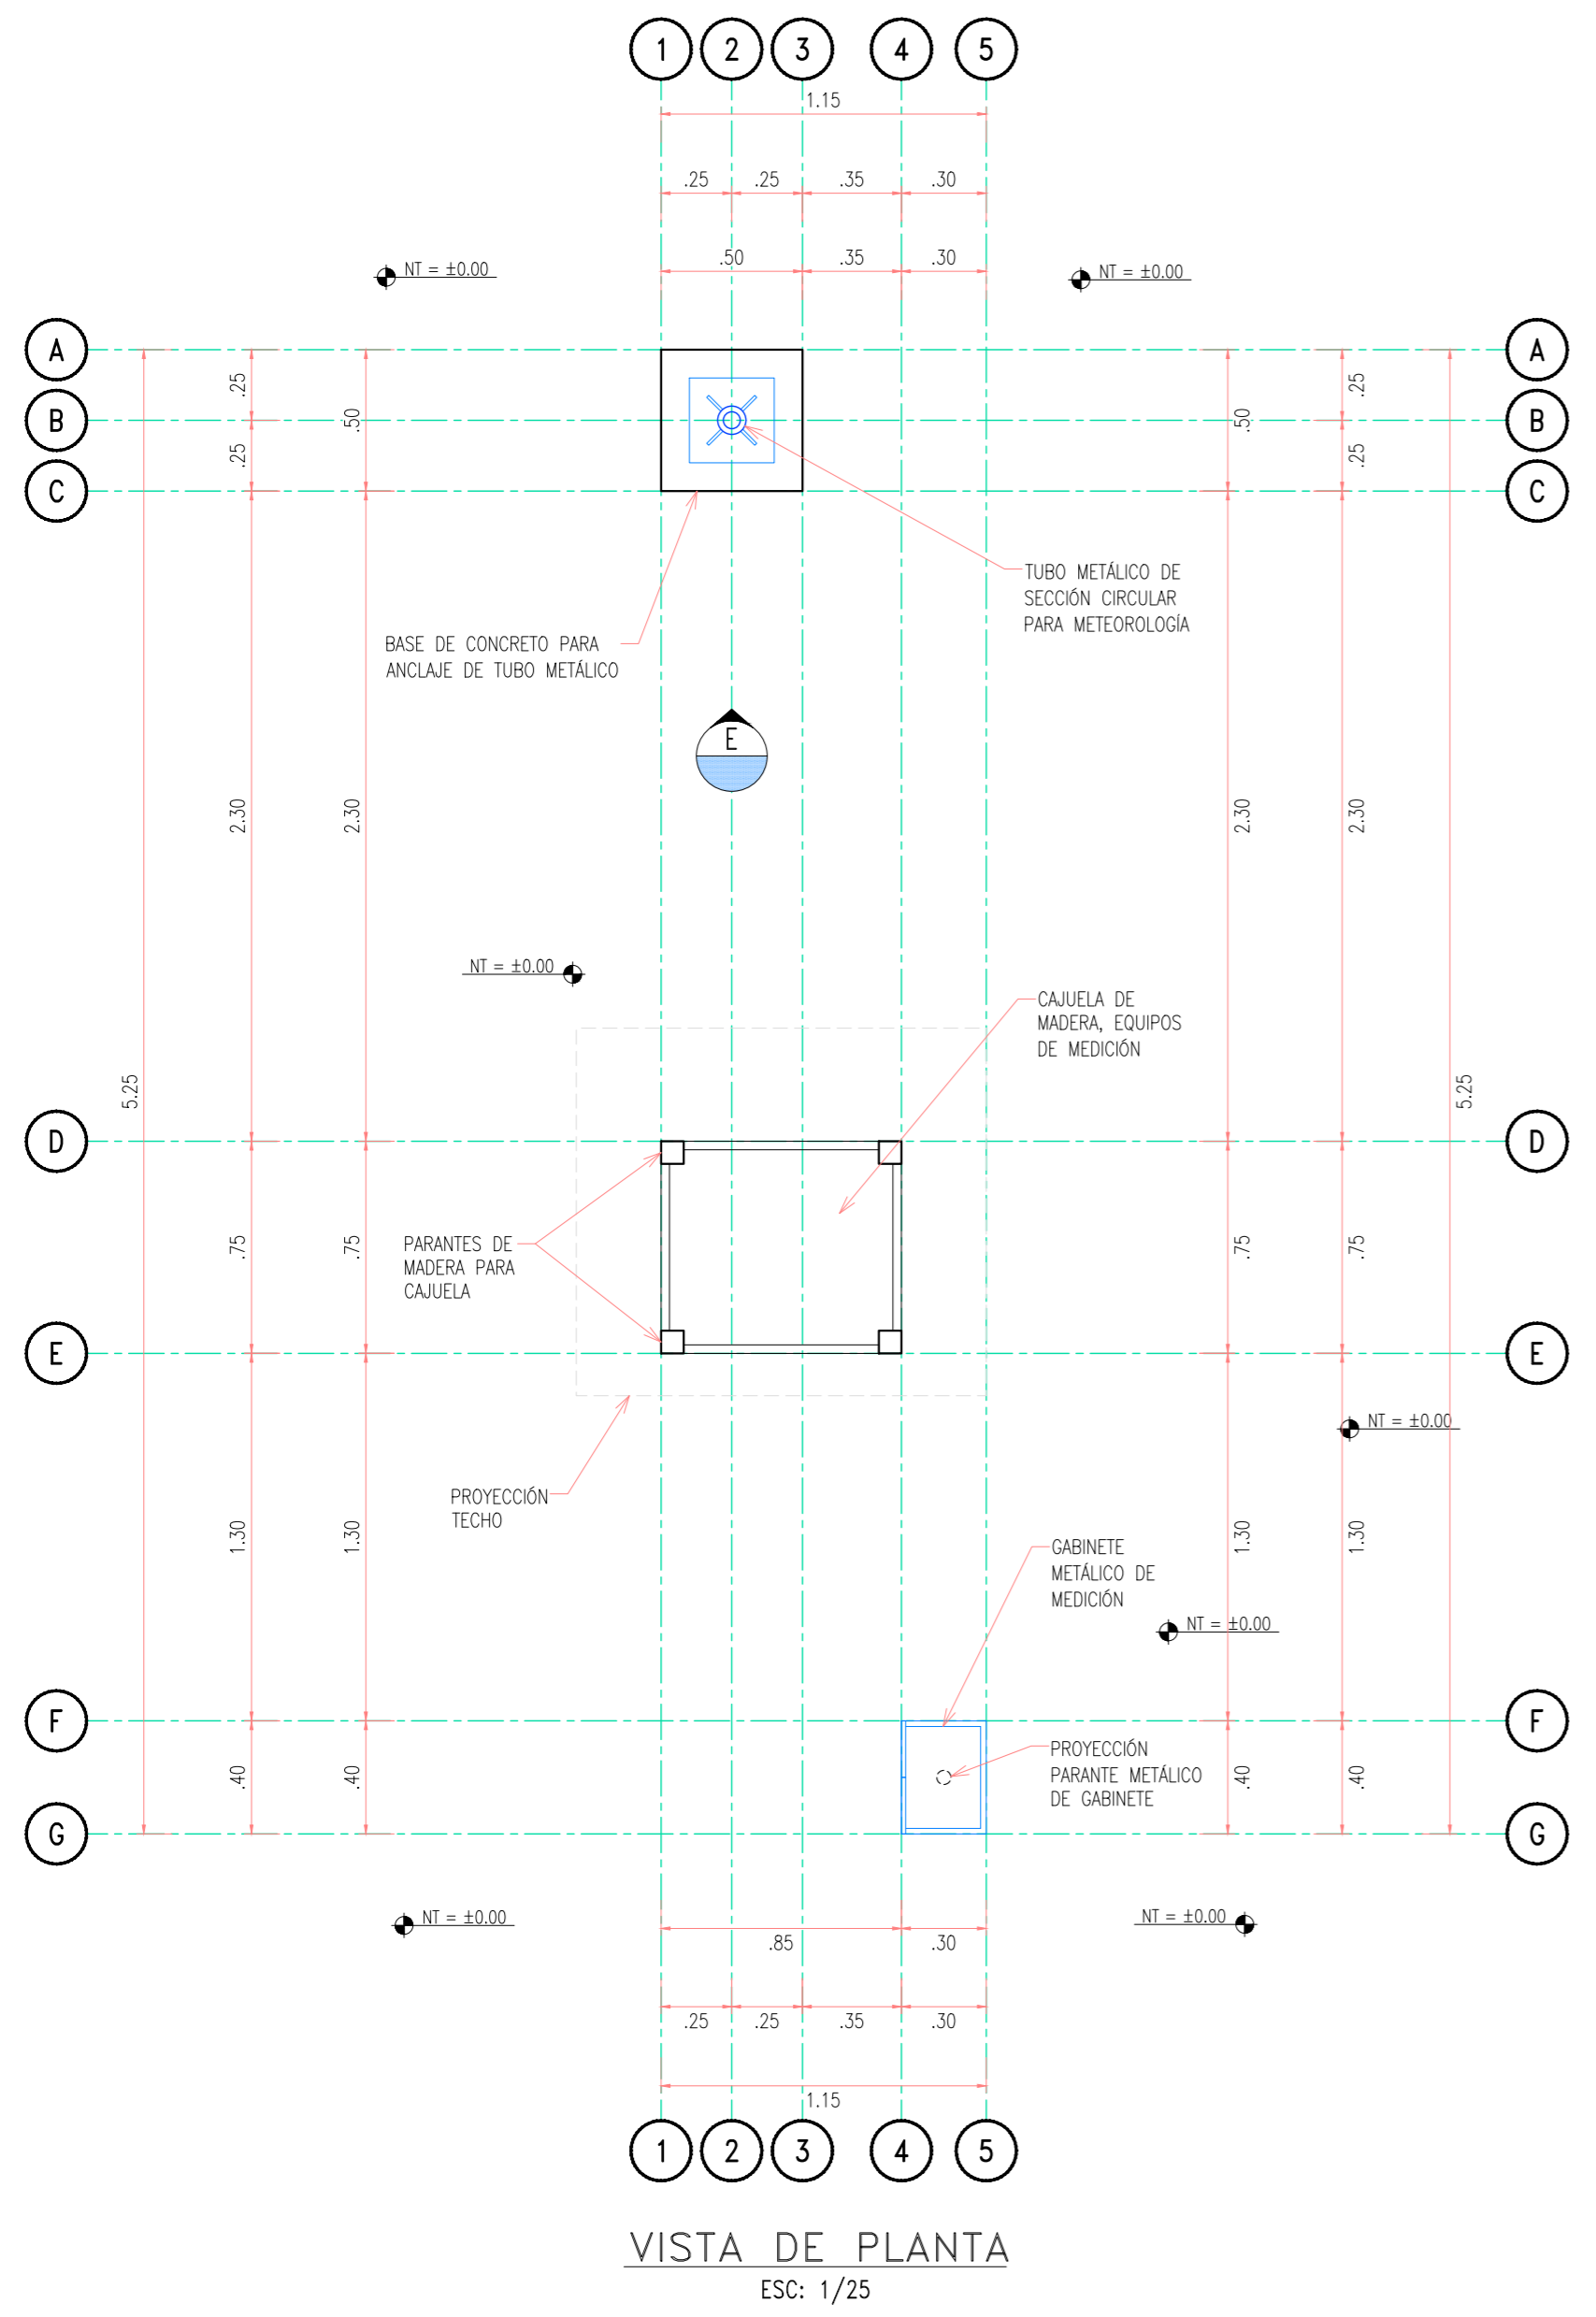 1 2 3 4 5
1.15
.25 .25 .35 .30
.50 .35 .30
NT = ±0.00
NT = ±0.00
A
A
.25
.50
.50
.25
B
B
.25
.25
C
C
TUBO METÁLICO DE
SECCIÓN CIRCULAR
PARA METEOROLOGÍA
BASE DE CONCRETO PARA
ANCLAJE DE TUBO METÁLICO
E
2.30
2.30
2.30
2.30
NT = ±0.00
CAJUELA DE
MADERA, EQUIPOS
DE MEDICIÓN
5.25
5.25
D
D
PARANTES DE
MADERA PARA
CAJUELA
.75
.75
.75
.75
E
E
NT = ±0.00
PROYECCIÓN
TECHO
1.30
1.30
1.30
1.30
GABINETE
METÁLICO DE
MEDICIÓN
NT = ±0.00
F
F
PROYECCIÓN
PARANTE METÁLICO
DE GABINETE
.40
.40
.40
.40
G
G
NT = ±0.00
NT = ±0.00
.85 .30
.25 .25 .35 .30
1.15
1 2 3 4 5
VISTA DE PLANTA
ESC: 1/25